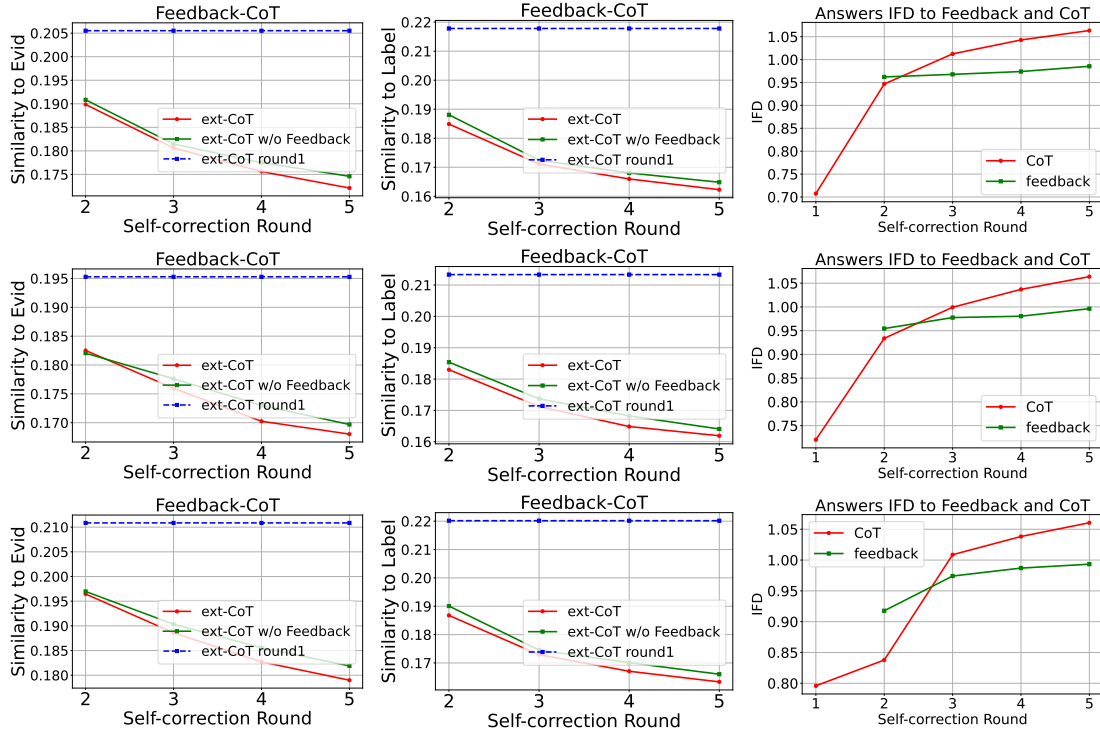 Feedback-CoT
Similarity to Evid
0.205
0.200
0.195
0.190
0.185
0.180
0.175
ext-CoT
ext-CoT w/o Feedback
ext-CoT round1
2 3 4 5
Self-correction Round
Feedback-CoT
Similarity to Label
0.22
0.21
0.20
0.19
0.18
0.17
0.16
ext-CoT
ext-CoT w/o Feedback
ext-CoT round1
2 3 4 5
Self-correction Round
Answers IFD to Feedback and CoT
IFD
1.05
1.00
0.95
0.90
0.85
0.80
0.75
0.70
CoT
feedback
1 2 3 4 5
Self-correction Round
Feedback-CoT
Similarity to Evid
0.195
0.190
0.185
0.180
0.175
0.170
ext-CoT
ext-CoT w/o Feedback
ext-CoT round1
2 3 4 5
Self-correction Round
Feedback-CoT
Similarity to Label
0.21
0.20
0.19
0.18
0.17
0.16
ext-CoT
ext-CoT w/o Feedback
ext-CoT round1
2 3 4 5
Self-correction Round
Answers IFD to Feedback and CoT
IFD
1.05
1.00
0.95
0.90
0.85
0.80
0.75
CoT
feedback
1 2 3 4 5
Self-correction Round
Feedback-CoT
Similarity to Evid
0.210
0.205
0.200
0.195
0.190
0.185
0.180
ext-CoT
ext-CoT w/o Feedback
ext-CoT round1
2 3 4 5
Self-correction Round
Feedback-CoT
Similarity to Label
0.22
0.21
0.20
0.19
0.18
0.17
ext-CoT
ext-CoT w/o Feedback
ext-CoT round1
2 3 4 5
Self-correction Round
Answers IFD to Feedback and CoT
IFD
1.05
1.00
0.95
0.90
0.85
0.80
CoT
feedback
1 2 3 4 5
Self-correction Round